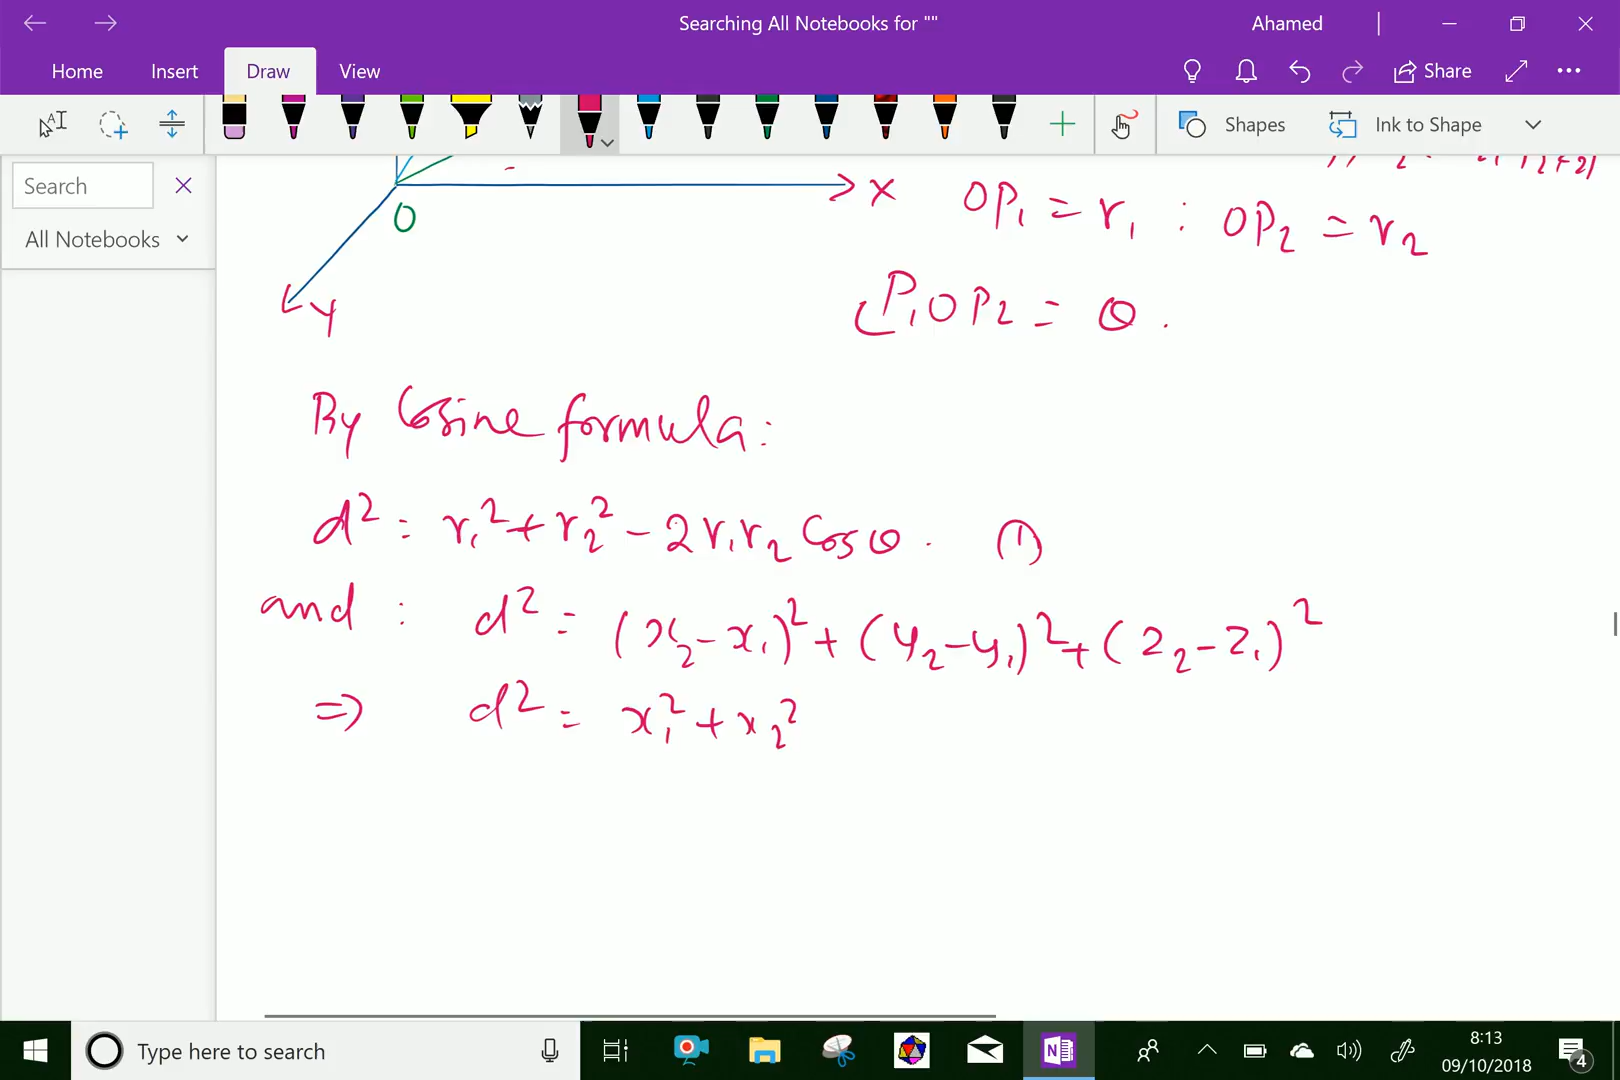 Searching All Notebooks for ""
Ahamed
Home Insert Draw View
Share
Shapes
Ink to Shape
Search
All Notebooks
X
O
Y
OP₁ = r₁ : OP₂ = r₂
∠P₁OP₂ = θ.
By Cosine formula:
d² = r₁² + r₂² - 2r₁r₂ Cosθ. ①
and : d² = (x₂-x₁)² + (y₂-y₁)² + (z₂-z₁)²
⇒ d² = x₁² + x₂²
Type here to search
8:13
09/10/2018
4